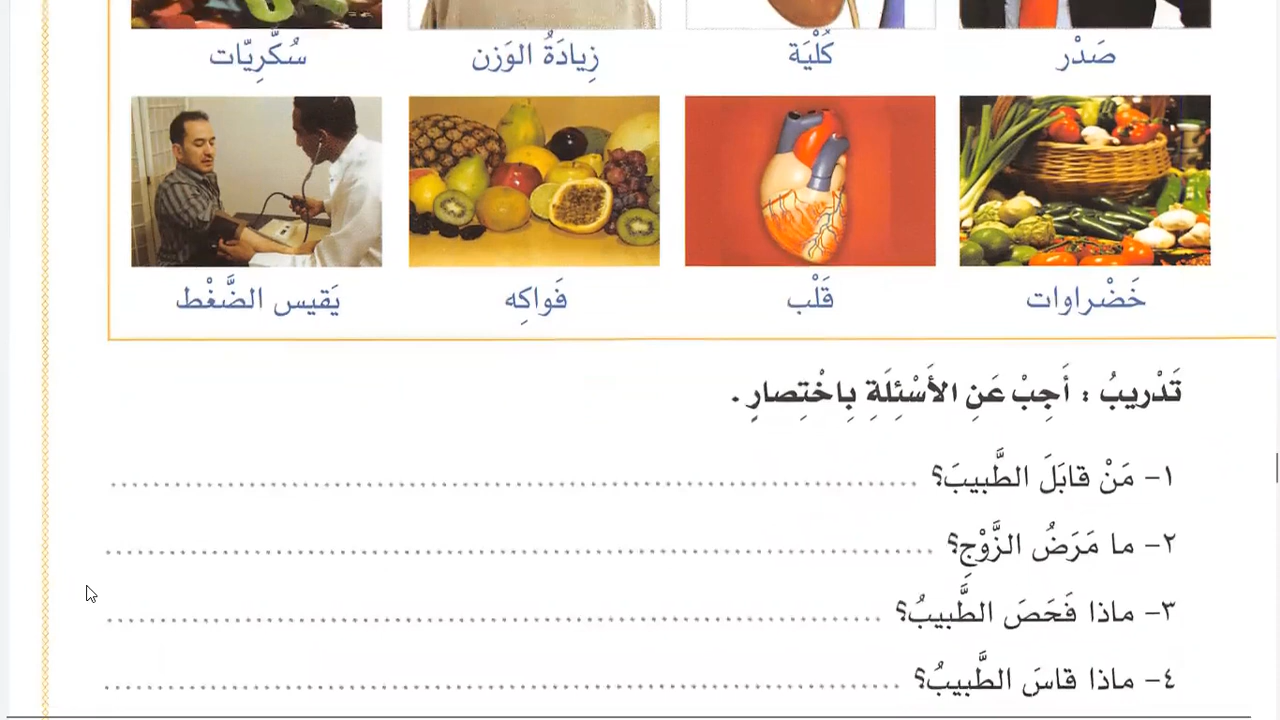 صَدْر كُلْيَة زِيادَةُ الوَزن سُكَّرِيّات
خَضْراوات قَلْب فَواكِه يَقيس الضَّغْط
تَدْريبُ : أَجِبْ عَنِ الأَسْئِلَةِ بِاخْتِصارٍ .
١- مَنْ قابَلَ الطَّبيبَ؟ ................................................
٢- ما مَرَضُ الزَّوْجِ؟ ................................................
٣- ماذا فَحَصَ الطَّبيبُ؟ ................................................
٤- ماذا قاسَ الطَّبيبُ؟ ................................................